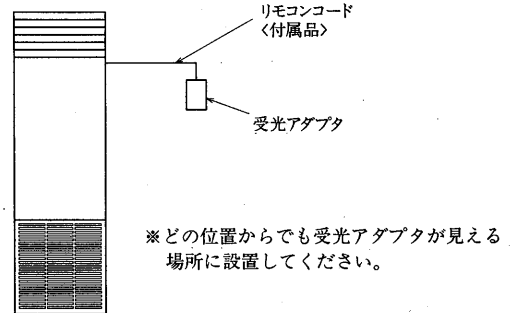 リモコンコード
〈付属品〉
受光アダプタ
※どの位置からでも受光アダプタが見える
場所に設置してください。